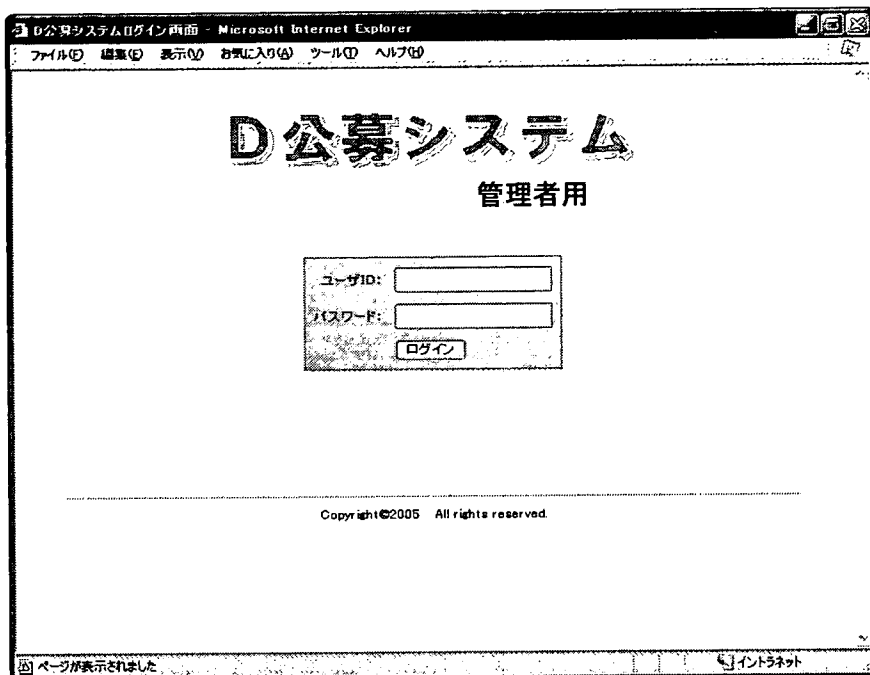 D公募システムログイン画面 - Microsoft Internet Explorer
ファイル(F) 編集(E) 表示(V) お気に入り(A) ツール(T) ヘルプ(H)
D公募システム
管理者用
ユーザID:
パスワード:
ログイン
Copyright©2005 All rights reserved.
ページが表示されました イントラネット